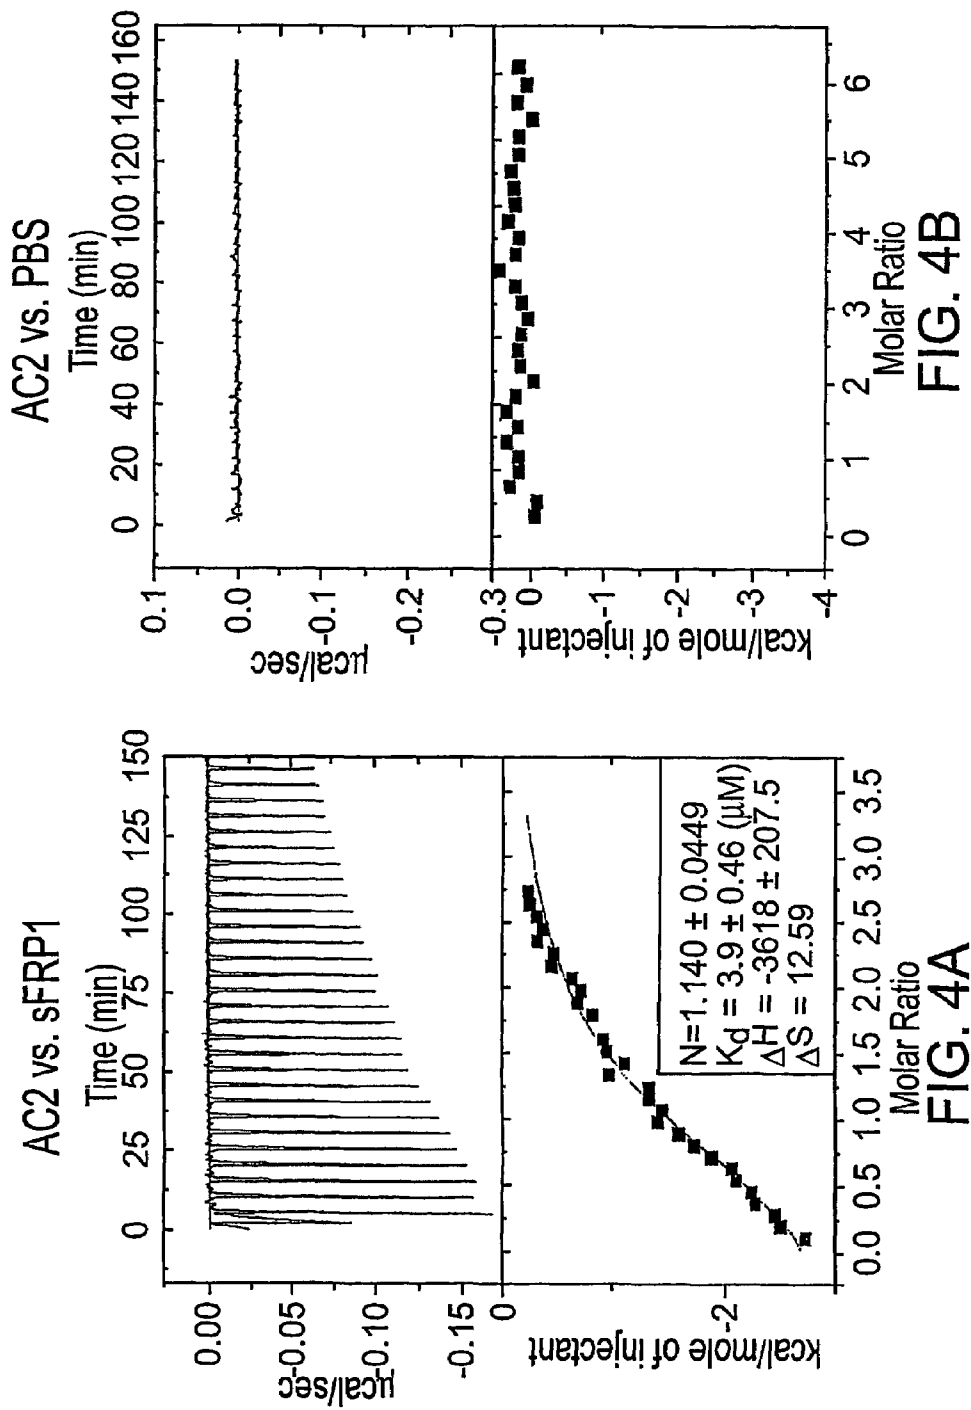 AC2 vs. sFRP1
Time (min)
0 25 50 75 100 125 150
0.00
-0.05
-0.10
-0.15
µcal/sec
0
-1
-2
kcal/mole of injectant
N=1.140 ± 0.0449
Kd = 3.9 ± 0.46 (µM)
ΔH = -3618 ± 207.5
ΔS = 12.59
0.0 0.5 1.0 1.5 2.0 2.5 3.0 3.5
Molar Ratio
FIG. 4A
AC2 vs. PBS
Time (min)
0 20 40 60 80 100 120 140 160
0.1
0.0
-0.1
-0.2
-0.3
µcal/sec
0
-1
-2
-3
-4
kcal/mole of injectant
0 1 2 3 4 5 6
Molar Ratio
FIG. 4B